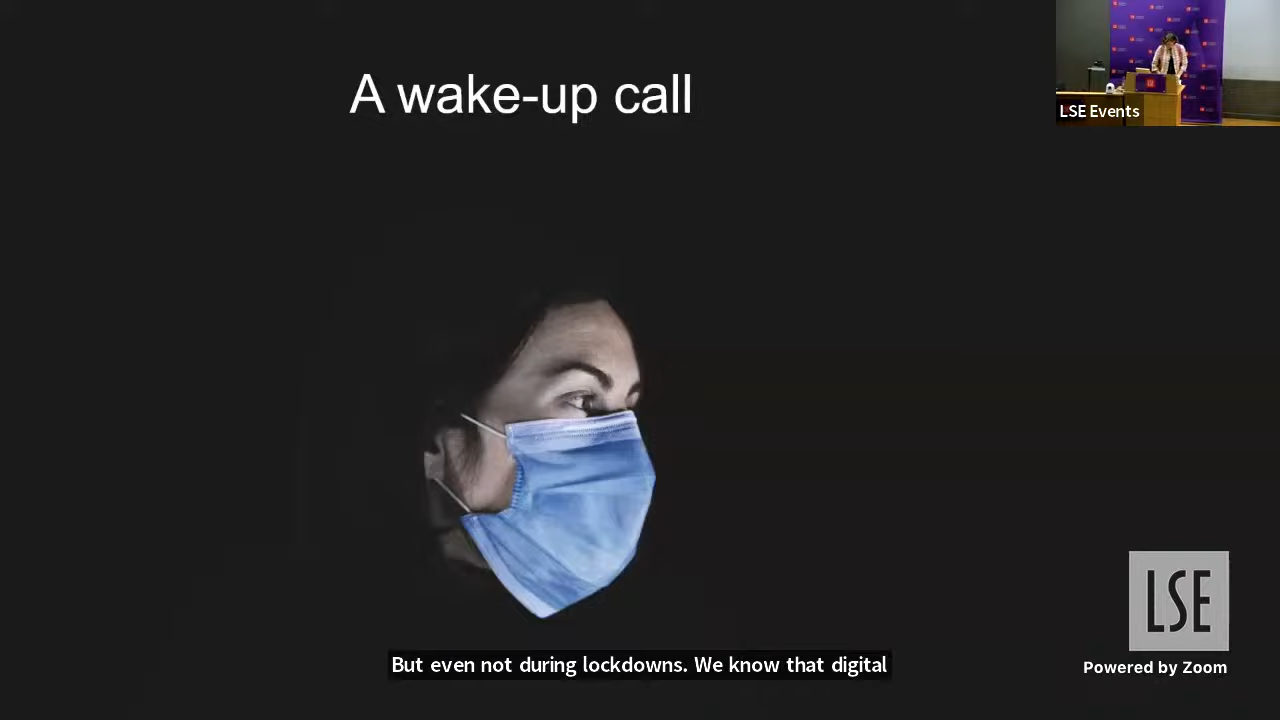 A wake-up call
LSE Events
LSE
Powered by Zoom
But even not during lockdowns. We know that digital